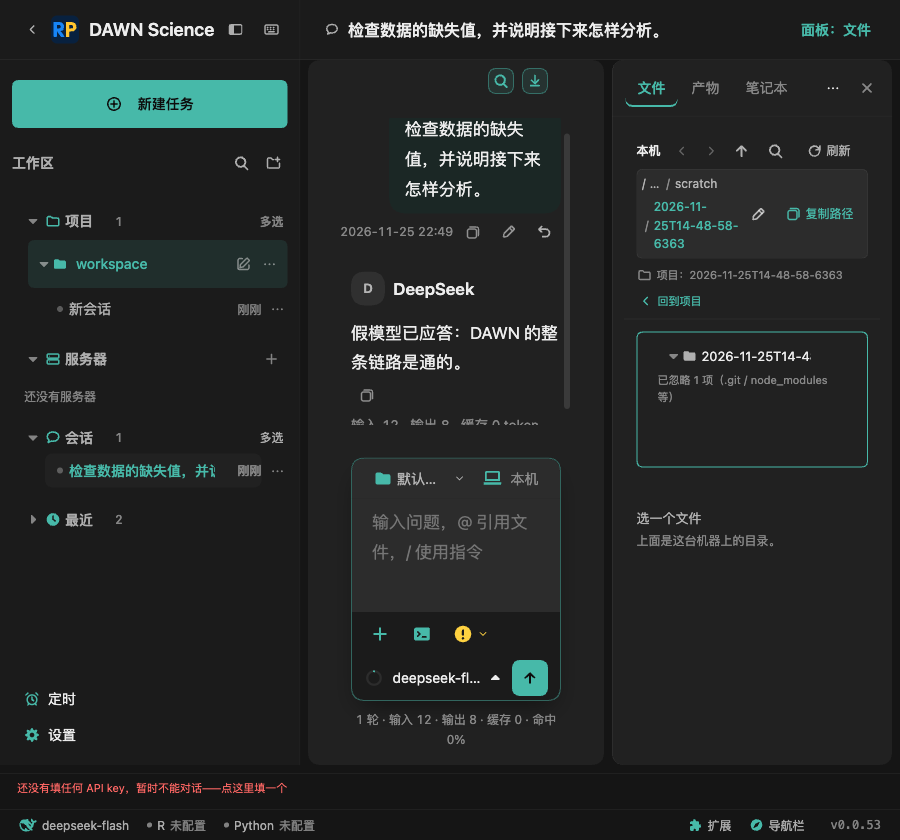 RP DAWN Science
检查数据的缺失值，并说明接下来怎样分析。
面板：文件
新建任务
工作区
项目 1 多选
workspace
新会话 刚刚
服务器
还没有服务器
会话 1 多选
检查数据的缺失值，并说 刚刚
最近 2
定时
设置
检查数据的缺失
值，并说明接下来
怎样分析。
2026-11-25 22:49
D DeepSeek
假模型已应答：DAWN 的整
条链路是通的。
输入 12 · 输出 8 · 缓存 0 token
默认... 本机
输入问题，@ 引用文
件，/ 使用指令
deepseek-fl...
1 轮 · 输入 12 · 输出 8 · 缓存 0 · 命中
0%
文件 产物 笔记本 ...
本机 刷新
/ ... / scratch
2026-11-
/ 25T14-48-58-
6363
复制路径
项目：2026-11-25T14-48-58-6363
回到项目
2026-11-25T14-4
已忽略 1 项（.git / node_modules
等）
选一个文件
上面是这台机器上的目录。
还没有填任何 API key，暂时不能对话——点这里填一个
deepseek-flash R 未配置 Python 未配置
扩展 导航栏 v0.0.53